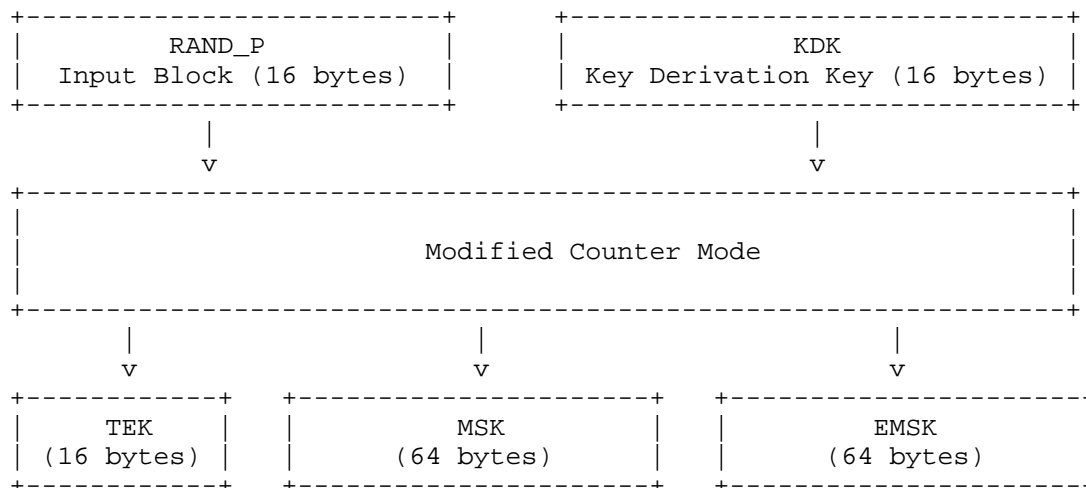 RAND_P KDK
Input Block (16 bytes) Key Derivation Key (16 bytes)
v v
Modified Counter Mode
v v v
TEK MSK EMSK
(16 bytes) (64 bytes) (64 bytes)